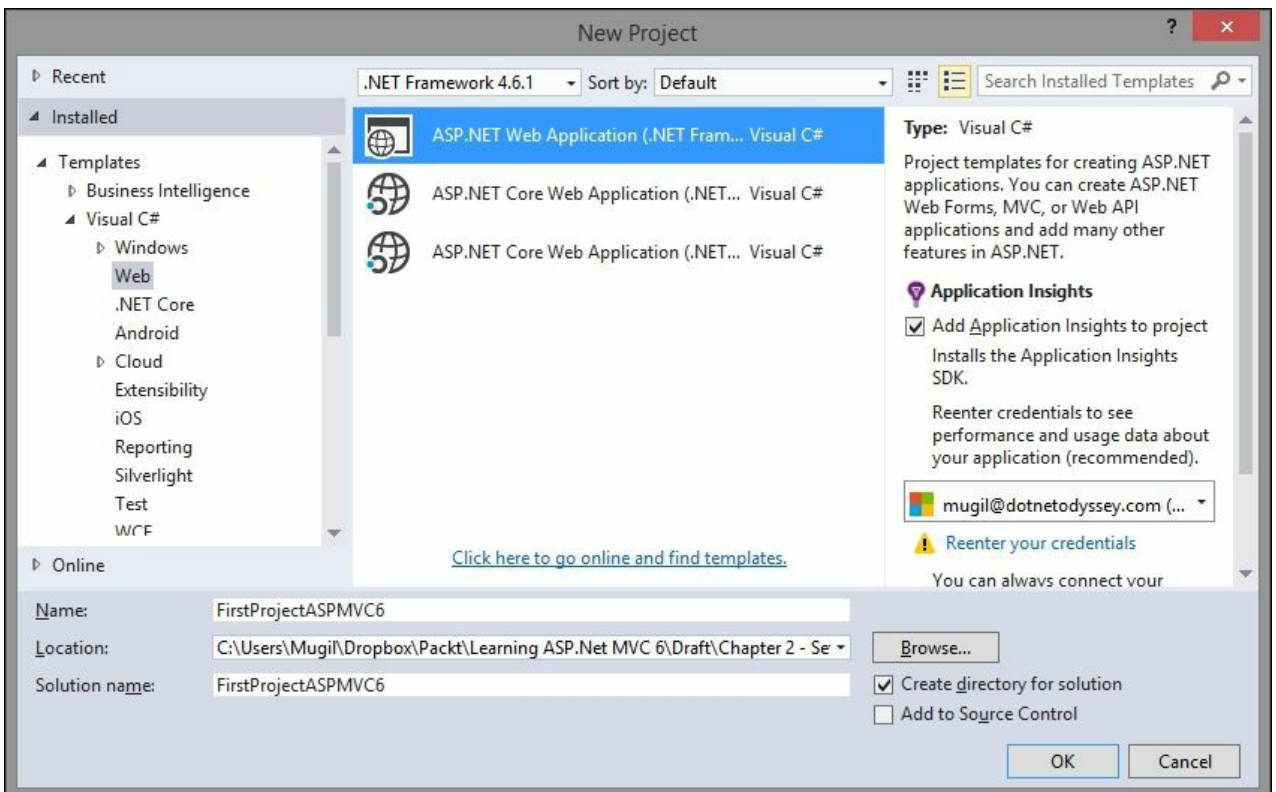 New Project
?
Recent
.NET Framework 4.6.1
Sort by: Default
Search Installed Templates
Installed
Templates
Business Intelligence
Visual C#
Windows
Web
.NET Core
Android
Cloud
Extensibility
iOS
Reporting
Silverlight
Test
WCF
Online
ASP.NET Web Application (.NET Fram... Visual C#
ASP.NET Core Web Application (.NET... Visual C#
ASP.NET Core Web Application (.NET... Visual C#
Click here to go online and find templates.
Type: Visual C#
Project templates for creating ASP.NET
applications. You can create ASP.NET
Web Forms, MVC, or Web API
applications and add many other
features in ASP.NET.
Application Insights
Add Application Insights to project
Installs the Application Insights
SDK.
Reenter credentials to see
performance and usage data about
your application (recommended).
mugil@dotnetodyssey.com (...
Reenter your credentials
You can always connect your
Name: FirstProjectASPMVC6
Location: C:\Users\Mugil\Dropbox\Packt\Learning ASP.Net MVC 6\Draft\Chapter 2 - Se
Browse...
Solution name: FirstProjectASPMVC6
Create directory for solution
Add to Source Control
OK
Cancel